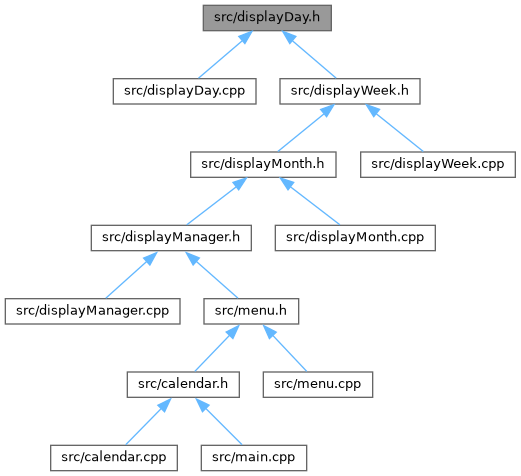 src/displayDay.h
src/displayDay.cpp
src/displayWeek.h
src/displayMonth.h
src/displayWeek.cpp
src/displayManager.h
src/displayMonth.cpp
src/displayManager.cpp
src/menu.h
src/calendar.h
src/menu.cpp
src/calendar.cpp
src/main.cpp